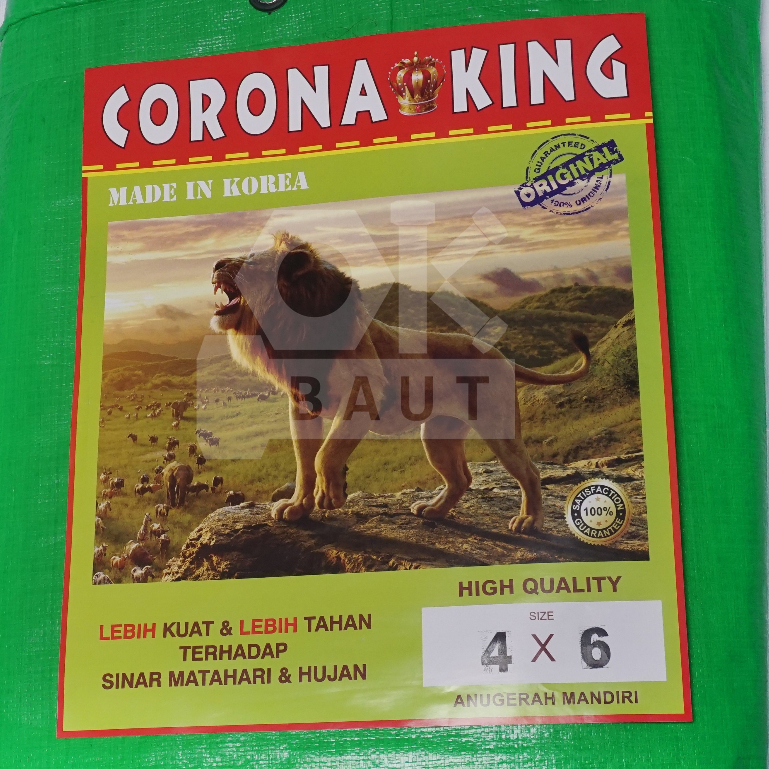 CORONA KING
MADE IN KOREA
GUARANTEED
ORIGINAL
100% ORIGINAL
OK
BAUT
SATISFACTION
100%
GUARANTEE
HIGH QUALITY
LEBIH KUAT & LEBIH TAHAN
TERHADAP
SINAR MATAHARI & HUJAN
SIZE
4 X 6
ANUGERAH MANDIRI